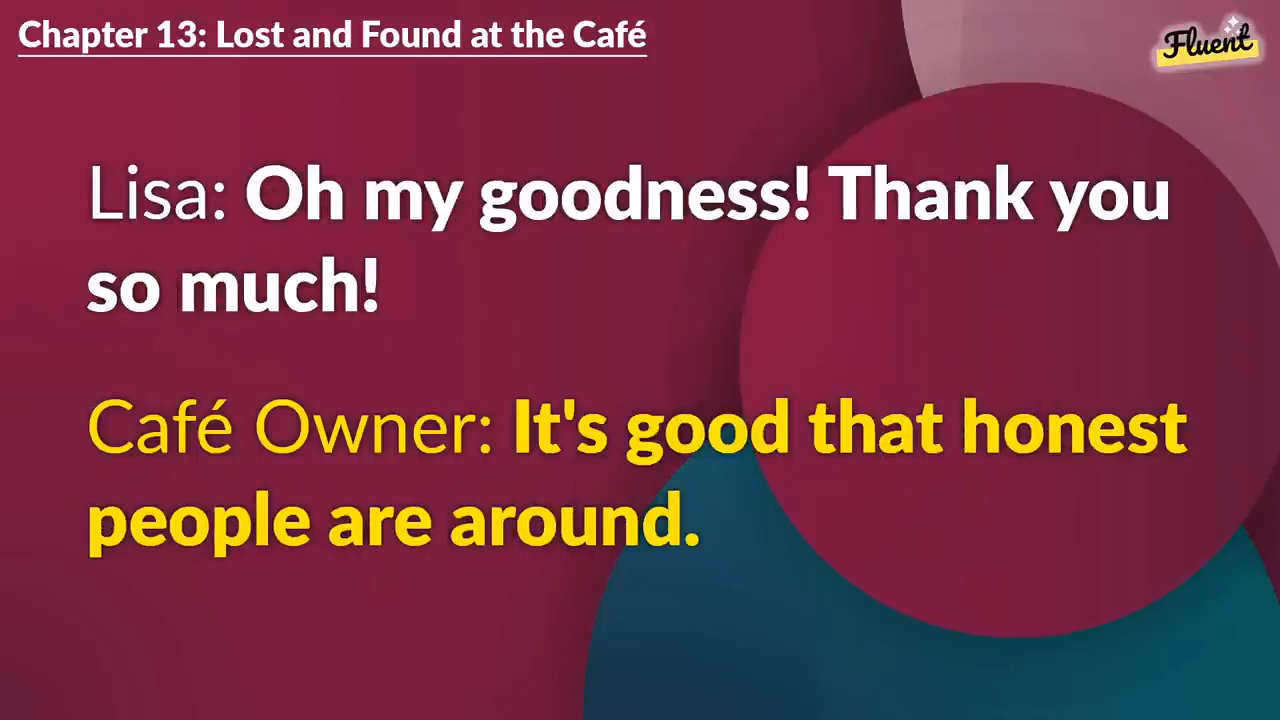 Chapter 13: Lost and Found at the Café
Fluent
Lisa: Oh my goodness! Thank you
so much!
Café Owner: It's good that honest
people are around.